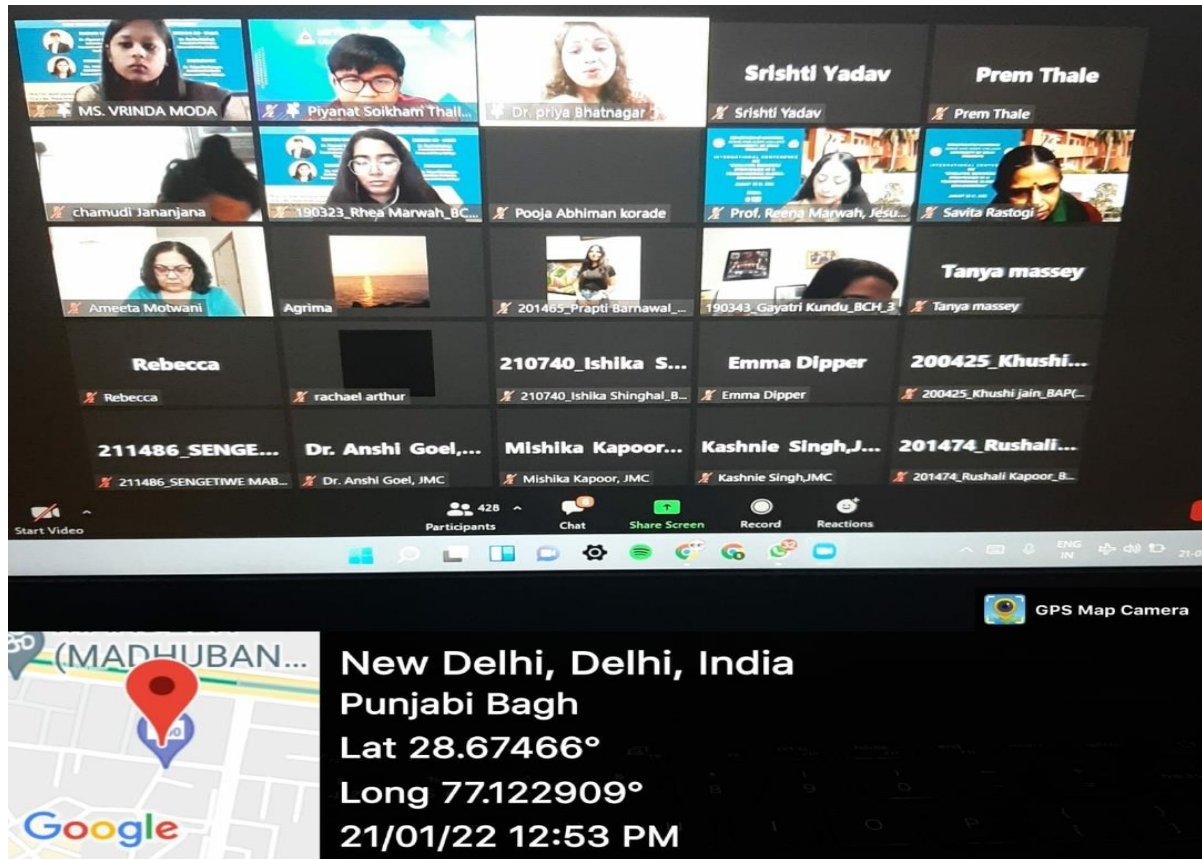 MS. VRINDA MODA
Piyanat Soikham Thall...
Dr. priya Bhatnagar
Srishti Yadav
Srishti Yadav
Prem Thale
Prem Thale
chamudi Jananjana
190323_Rhea Marwah_BC...
Pooja Abhiman korade
INTERNATIONAL CONFERENCE
Prof. Reena Marwah, Jesu...
Savita Rastogi
Ameeta Motwani
Agrima
201465_Prapti Barnawal_...
190343_Gayatri Kundu_BCH_3
Tanya massey
Tanya massey
Rebecca
Rebecca
rachael arthur
210740_Ishika S...
210740_Ishika Shinghal_B...
Emma Dipper
Emma Dipper
200425_Khushi...
200425_Khushi jain_BAP(...
211486_SENGE...
211486_SENGETIWE MAB...
Dr. Anshi Goel,...
Dr. Anshi Goel, JMC
Mishika Kapoor...
Mishika Kapoor, JMC
Kashnie Singh,J...
Kashnie Singh,JMC
201474_Rushali...
201474_Rushali Kapoor_B...
Start Video
428
Participants
Chat
Share Screen
Record
Reactions
ENG
IN
21-0
GPS Map Camera
(MADHUBAN...
Google
New Delhi, Delhi, India
Punjabi Bagh
Lat 28.67466°
Long 77.122909°
21/01/22 12:53 PM